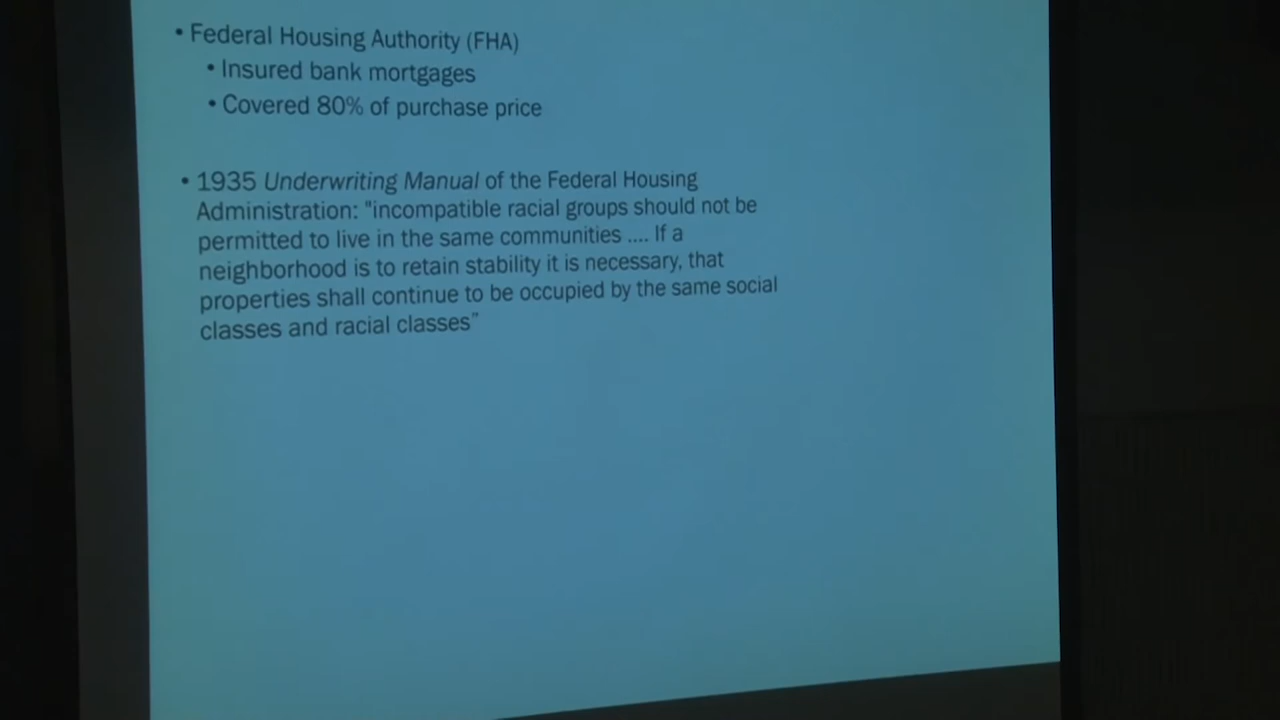 • Federal Housing Authority (FHA)
• Insured bank mortgages
• Covered 80% of purchase price
• 1935 Underwriting Manual of the Federal Housing
Administration: "incompatible racial groups should not be
permitted to live in the same communities .... If a
neighborhood is to retain stability it is necessary, that
properties shall continue to be occupied by the same social
classes and racial classes”